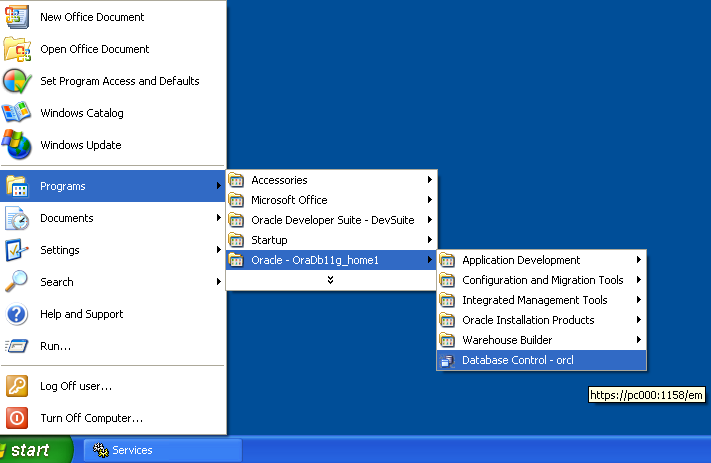 New Office Document
Open Office Document
Set Program Access and Defaults
Windows Catalog
Windows Update
Programs
Documents
Settings
Search
Help and Support
Run...
Log Off user...
Turn Off Computer...
Accessories
Microsoft Office
Oracle Developer Suite - DevSuite
Startup
Oracle - OraDb11g_home1
Application Development
Configuration and Migration Tools
Integrated Management Tools
Oracle Installation Products
Warehouse Builder
Database Control - orcl
https://pc000:1158/em
start
Services